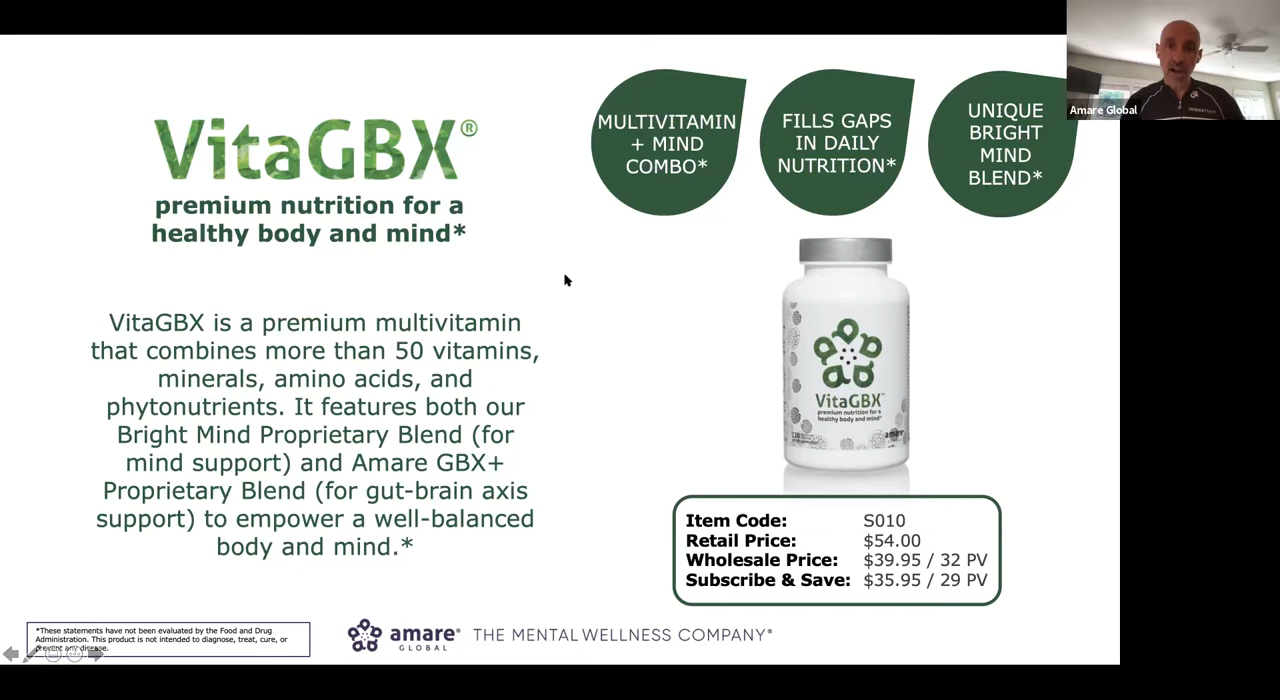 VitaGBX®
premium nutrition for a
healthy body and mind*
VitaGBX is a premium multivitamin
that combines more than 50 vitamins,
minerals, amino acids, and
phytonutrients. It features both our
Bright Mind Proprietary Blend (for
mind support) and Amare GBX+
Proprietary Blend (for gut-brain axis
support) to empower a well-balanced
body and mind.*
MULTIVITAMIN
+ MIND
COMBO*
FILLS GAPS
IN DAILY
NUTRITION*
UNIQUE
BRIGHT
MIND
BLEND*
Amare Global
VitaGBX™
premium nutrition for a
healthy body and mind*
amare
Item Code: S010
Retail Price: $54.00
Wholesale Price: $39.95 / 32 PV
Subscribe & Save: $35.95 / 29 PV
*These statements have not been evaluated by the Food and Drug
Administration. This product is not intended to diagnose, treat, cure, or
prevent any disease.
amare®
GLOBAL
THE MENTAL WELLNESS COMPANY®